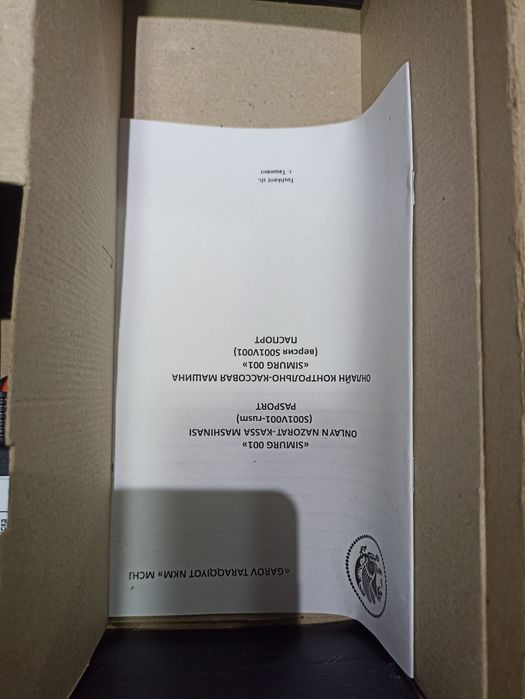 «GAROV TARAQQIYOT NKM» MCHJ
«SIMURG 001»
ONLAYN NAZORAT-KASSA MASHINASI
(S001V001-rusm)
PASPORT
ОНЛАЙН КОНТРОЛЬНО-КАССОВАЯ МАШИНА
«SIMURG 001»
(версия S001V001)
ПАСПОРТ
Toshkent sh.
г. Ташкент